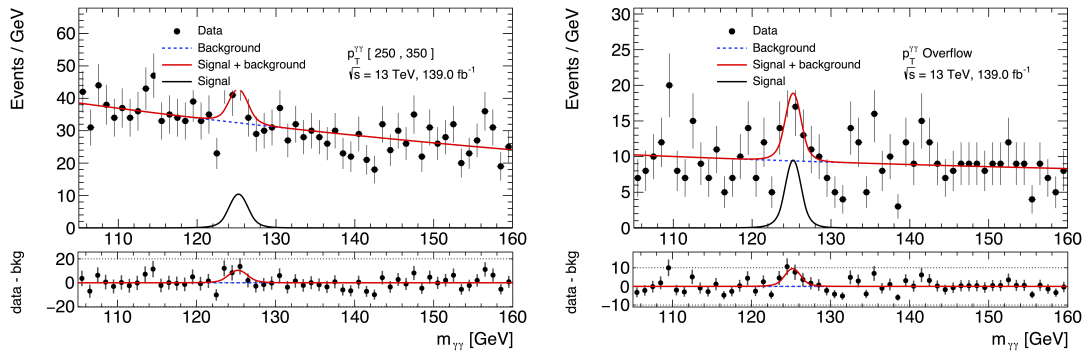 Events / GeV
60
50
40
30
20
10
0
Data
Background
Signal + background
Signal
p_T^γγ [ 250 , 350 ]
√s = 13 TeV, 139.0 fb⁻¹
110 120 130 140 150 160
data - bkg
20
0
−20
110 120 130 140 150 160
m_γγ [GeV]
Events / GeV
30
25
20
15
10
5
0
Data
Background
Signal + background
Signal
p_T^γγ Overflow
√s = 13 TeV, 139.0 fb⁻¹
110 120 130 140 150 160
data - bkg
10
0
−10
110 120 130 140 150 160
m_γγ [GeV]